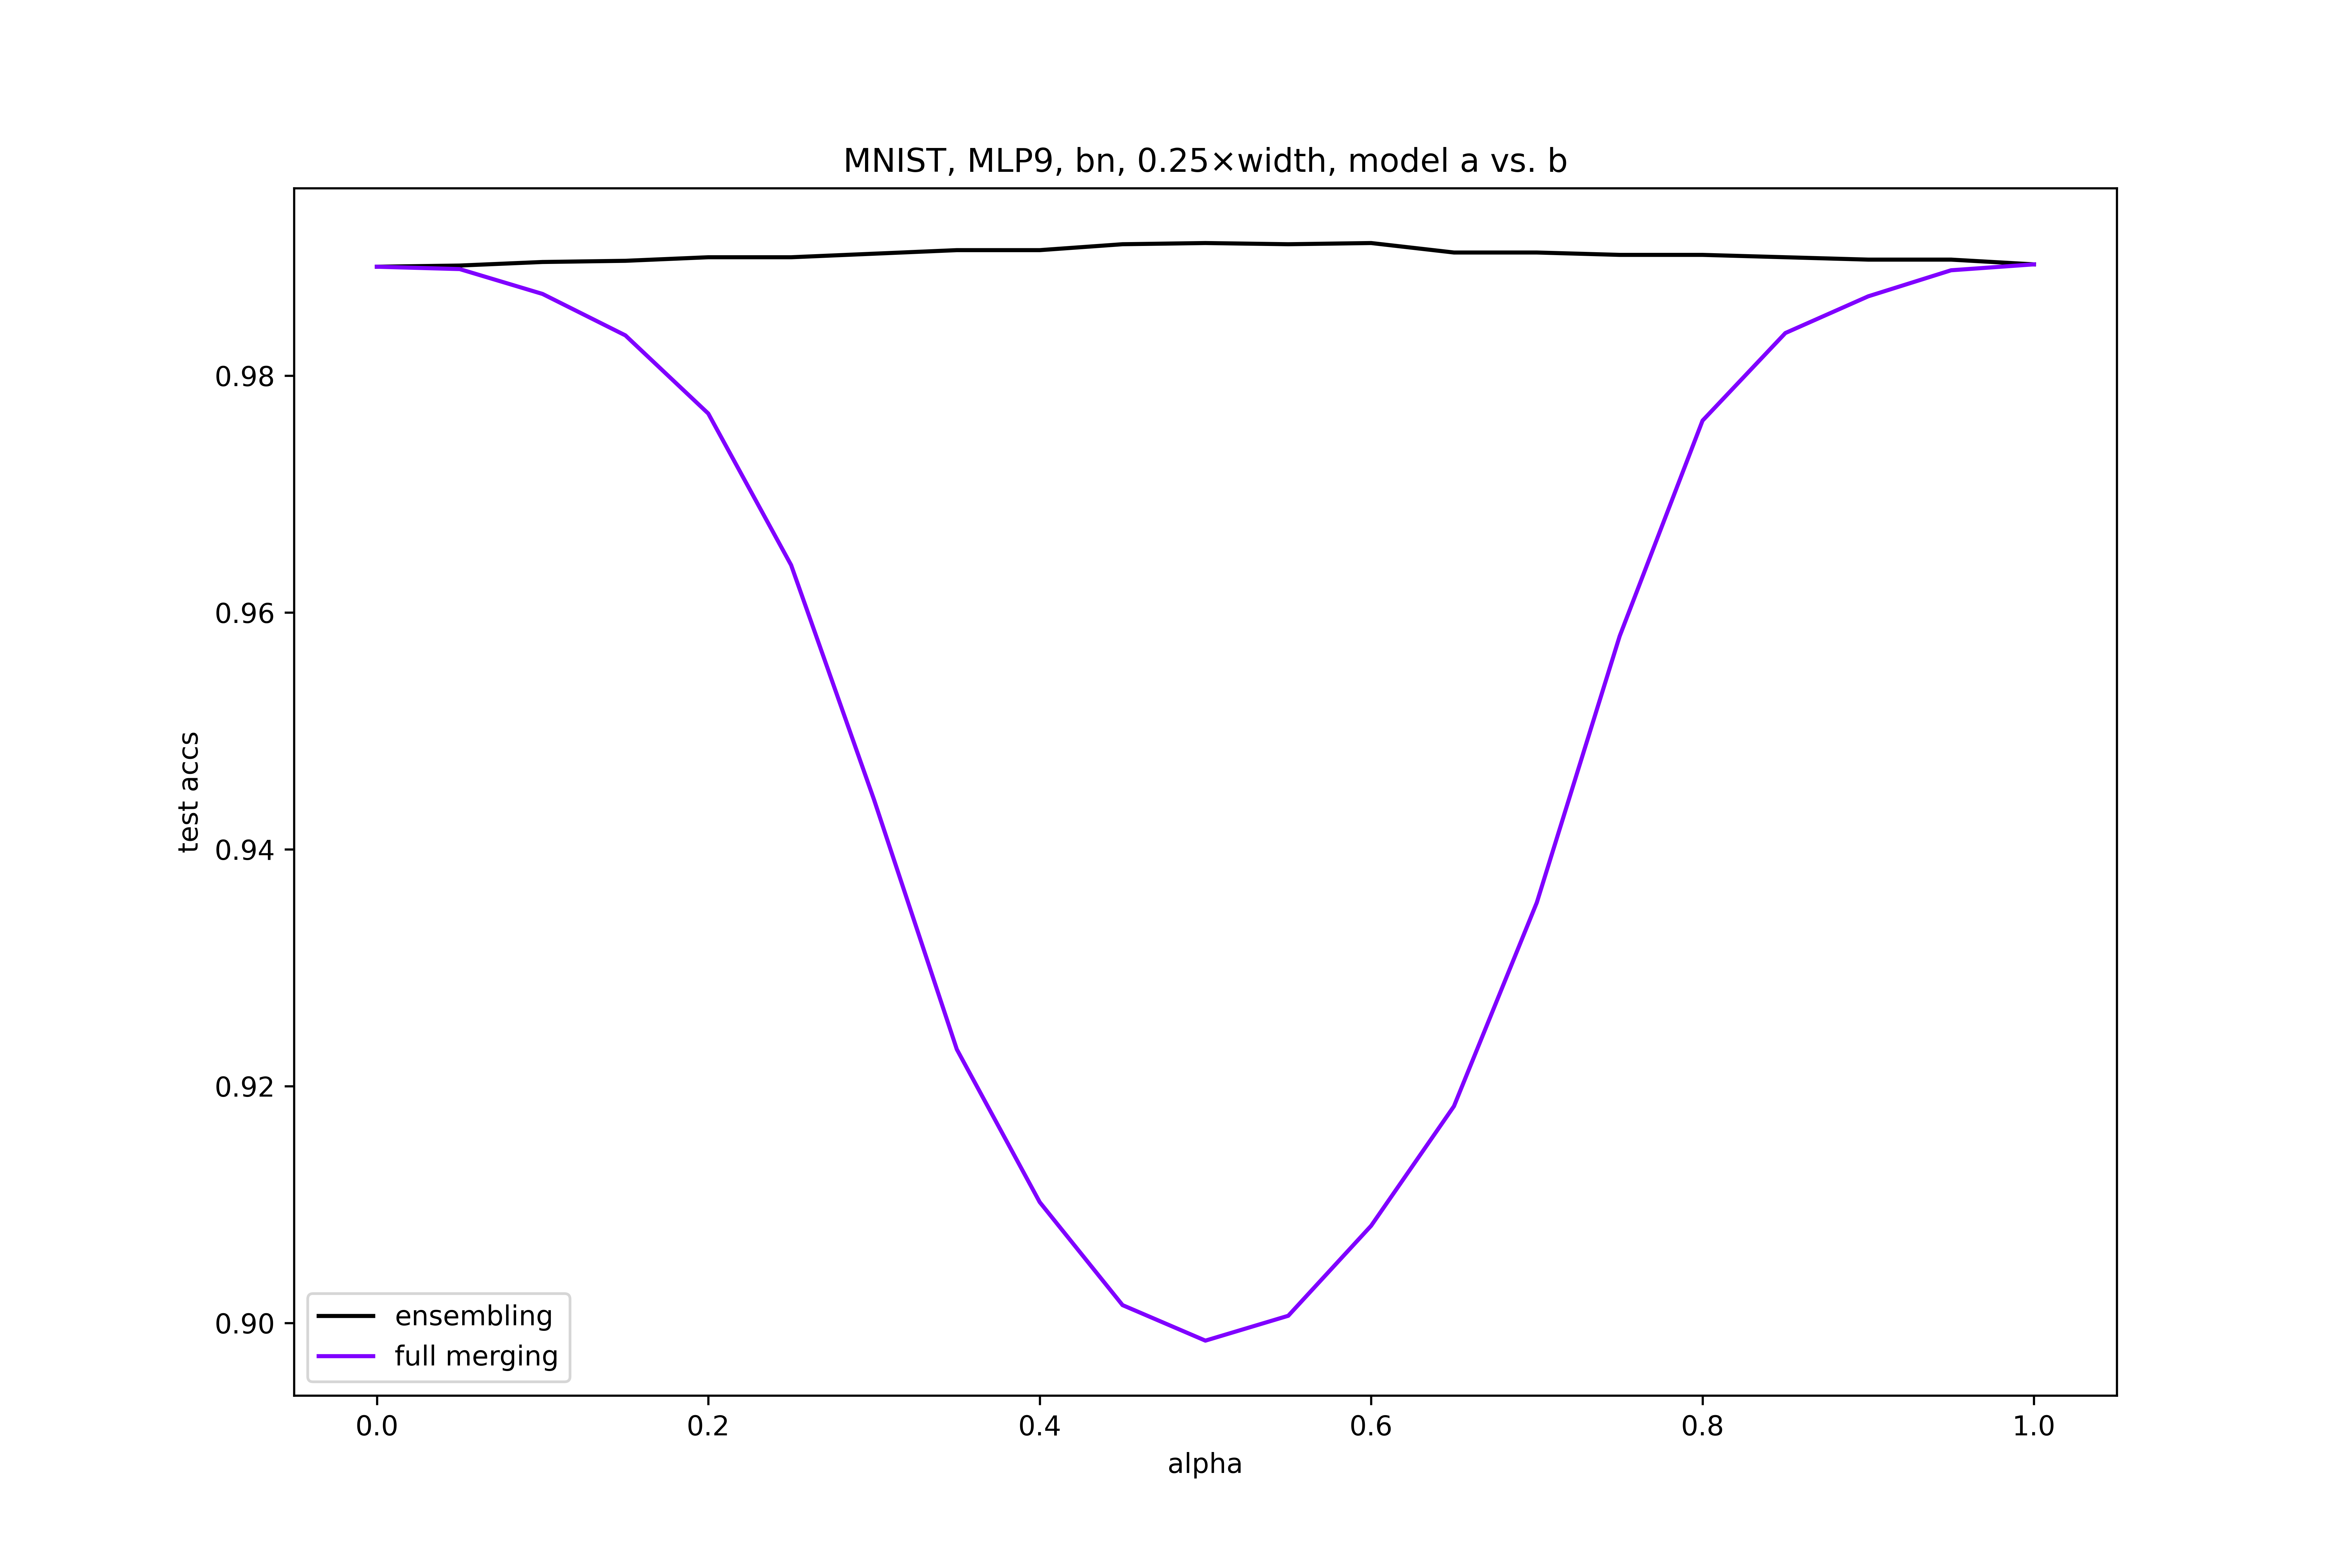 MNIST, MLP9, bn, 0.25×width, model a vs. b
test accs
0.98
0.96
0.94
0.92
0.90
ensembling
full merging
0.0 0.2 0.4 0.6 0.8 1.0
alpha